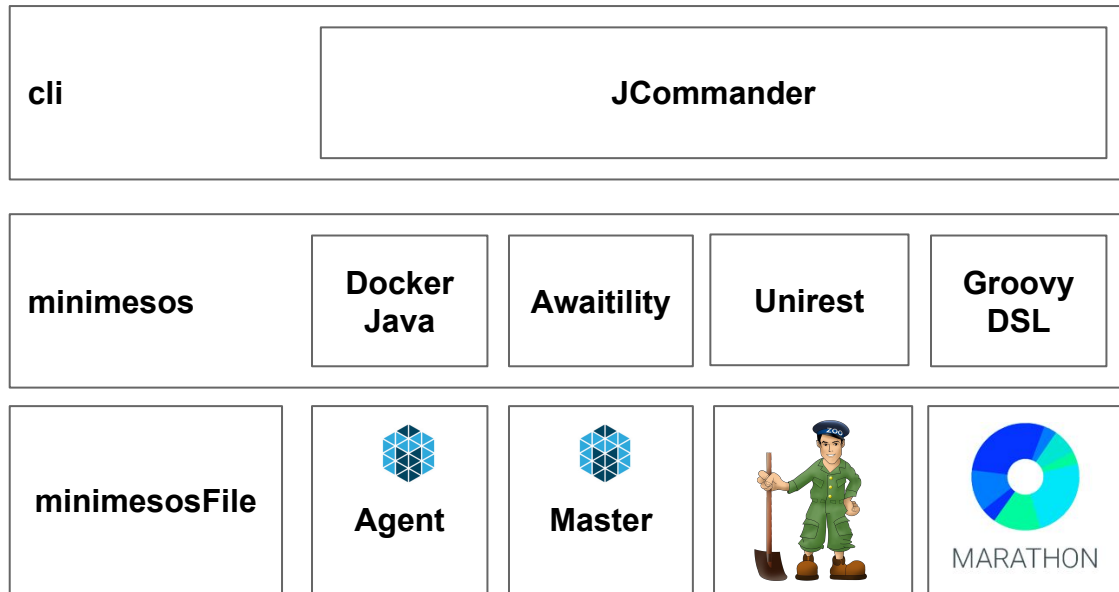 cli
JCommander
minimesos
Docker
Java
Awaitility
Unirest
Groovy
DSL
minimesosFile
Agent
Master
ZOO
MARATHON